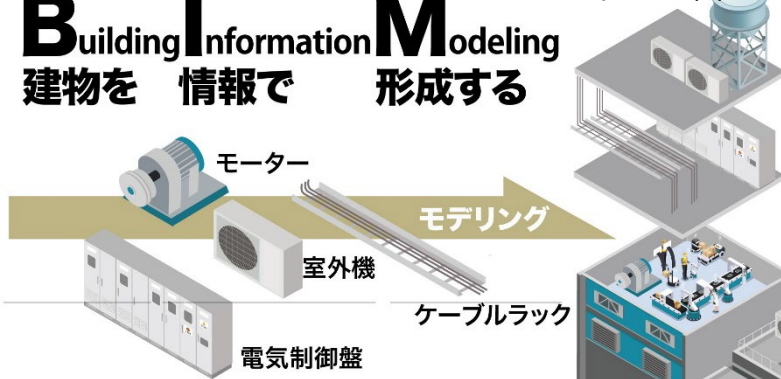 Building Information Modeling
建物を 情報で 形成する
モーター
モデリング
室外機
ケーブルラック
電気制御盤